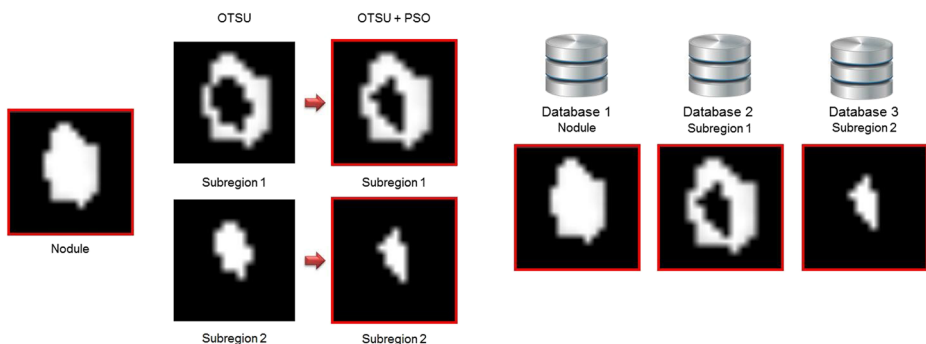 OTSU
OTSU + PSO
Subregion 1
Subregion 1
Nodule
Subregion 2
Subregion 2
Database 1
Nodule
Database 2
Subregion 1
Database 3
Subregion 2